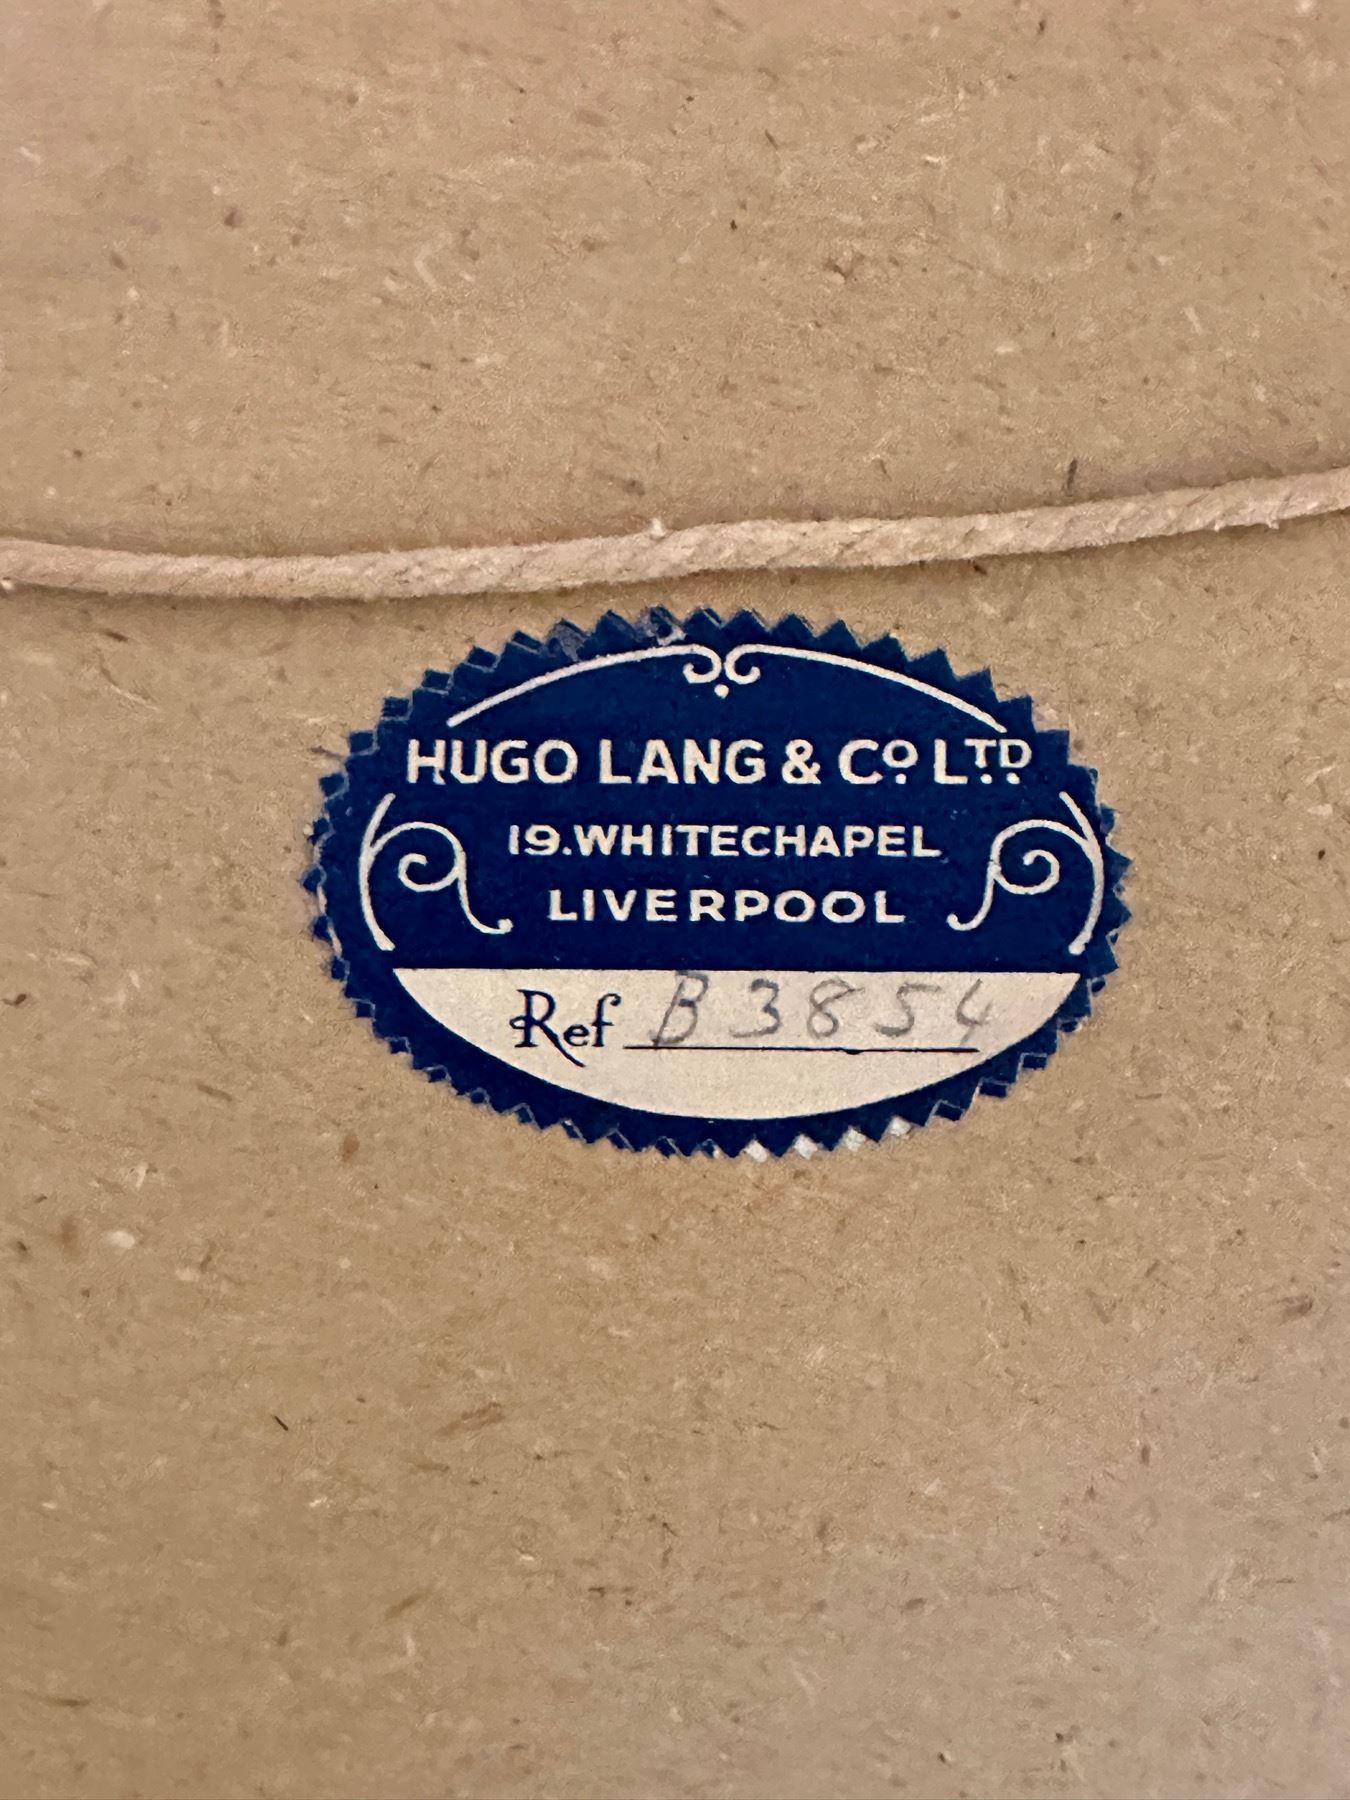 HUGO LANG & Co LTD
19.WHITECHAPEL
LIVERPOOL
Ref B3854